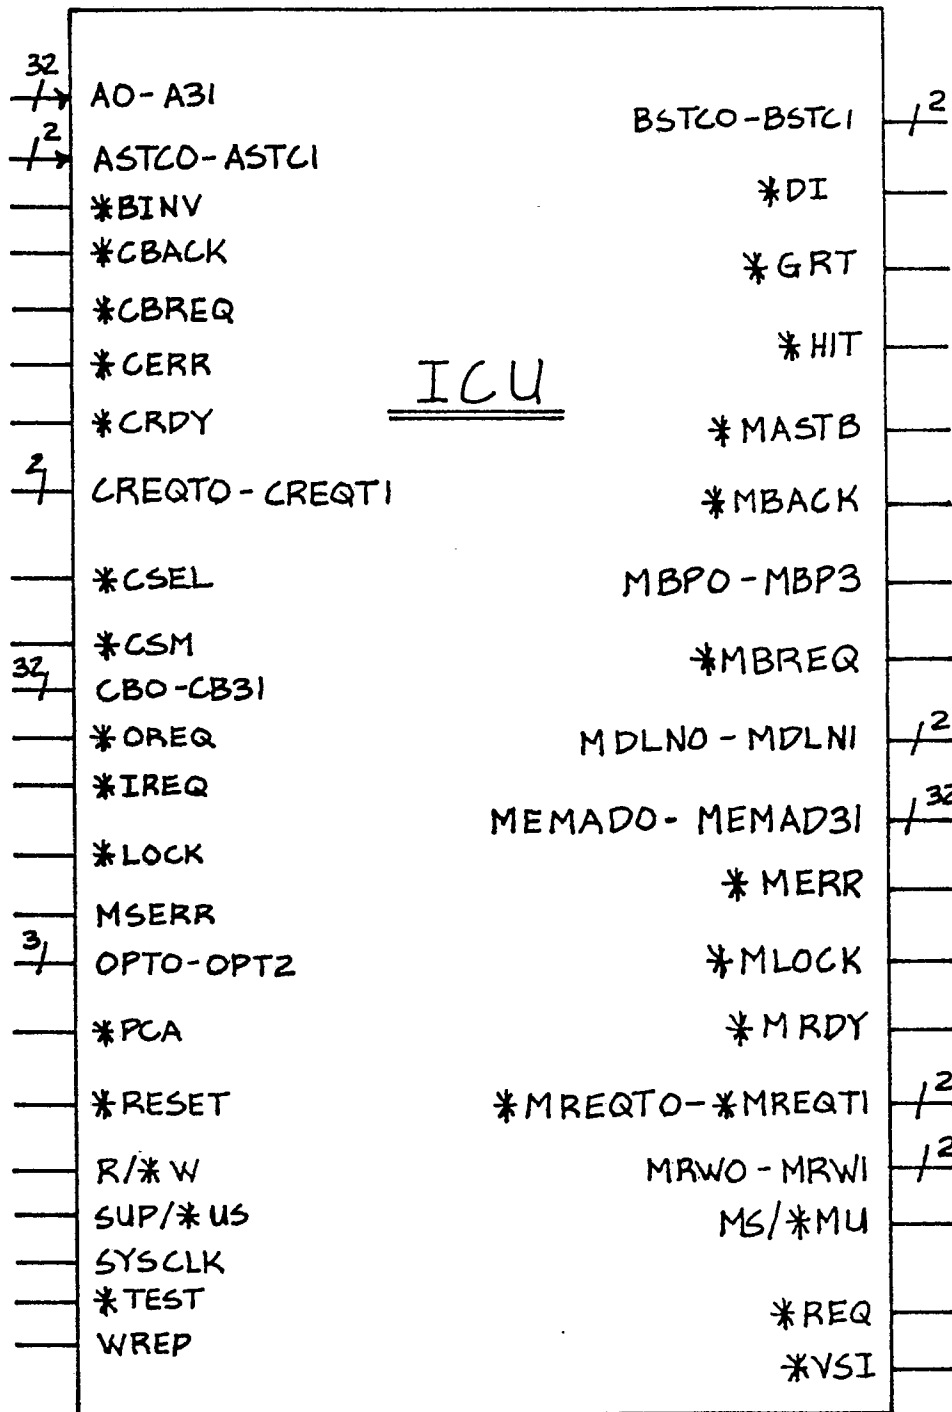 32
A0-A31
2
ASTC0-ASTC1
*BINV
*CBACK
*CBREQ
*CERR
*CRDY
2
CREQT0-CREQT1
*CSEL
*CSM
32
CB0-CB31
*OREQ
*IREQ
*LOCK
MSERR
3
OPT0-OPT2
*PCA
*RESET
R/*W
SUP/*US
SYSCLK
*TEST
WREP
ICU
BSTC0-BSTC1
2
*DI
*GRT
*HIT
*MASTB
*MBACK
MBP0-MBP3
*MBREQ
MDLN0-MDLN1
2
MEMAD0-MEMAD31
32
*MERR
*MLOCK
*MRDY
*MREQT0-*MREQT1
2
MRW0-MRW1
2
MS/*MU
*REQ
*VSI